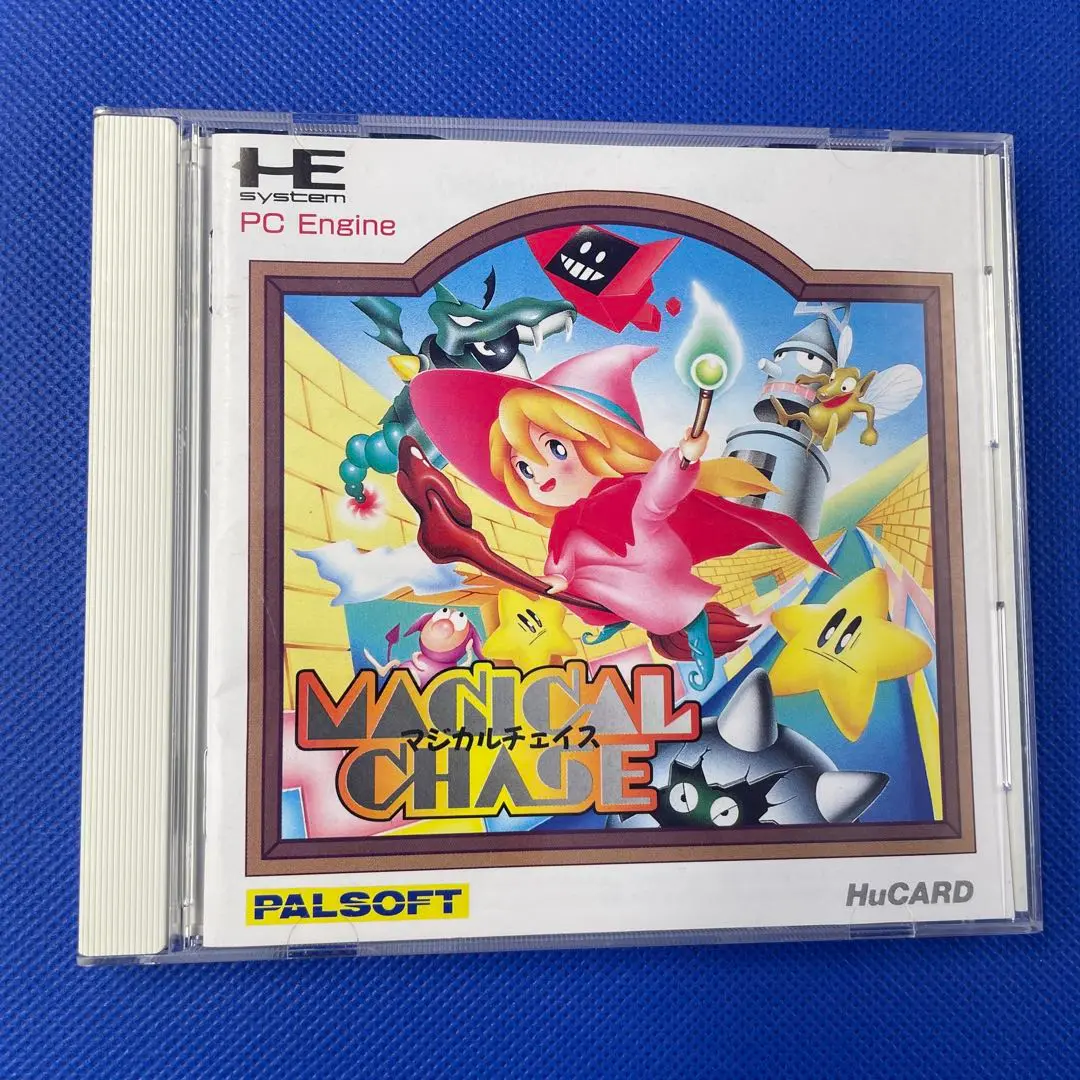 HE
system
PC Engine
MAGICAL
マジカルチェイス
CHASE
PALSOFT
HuCARD